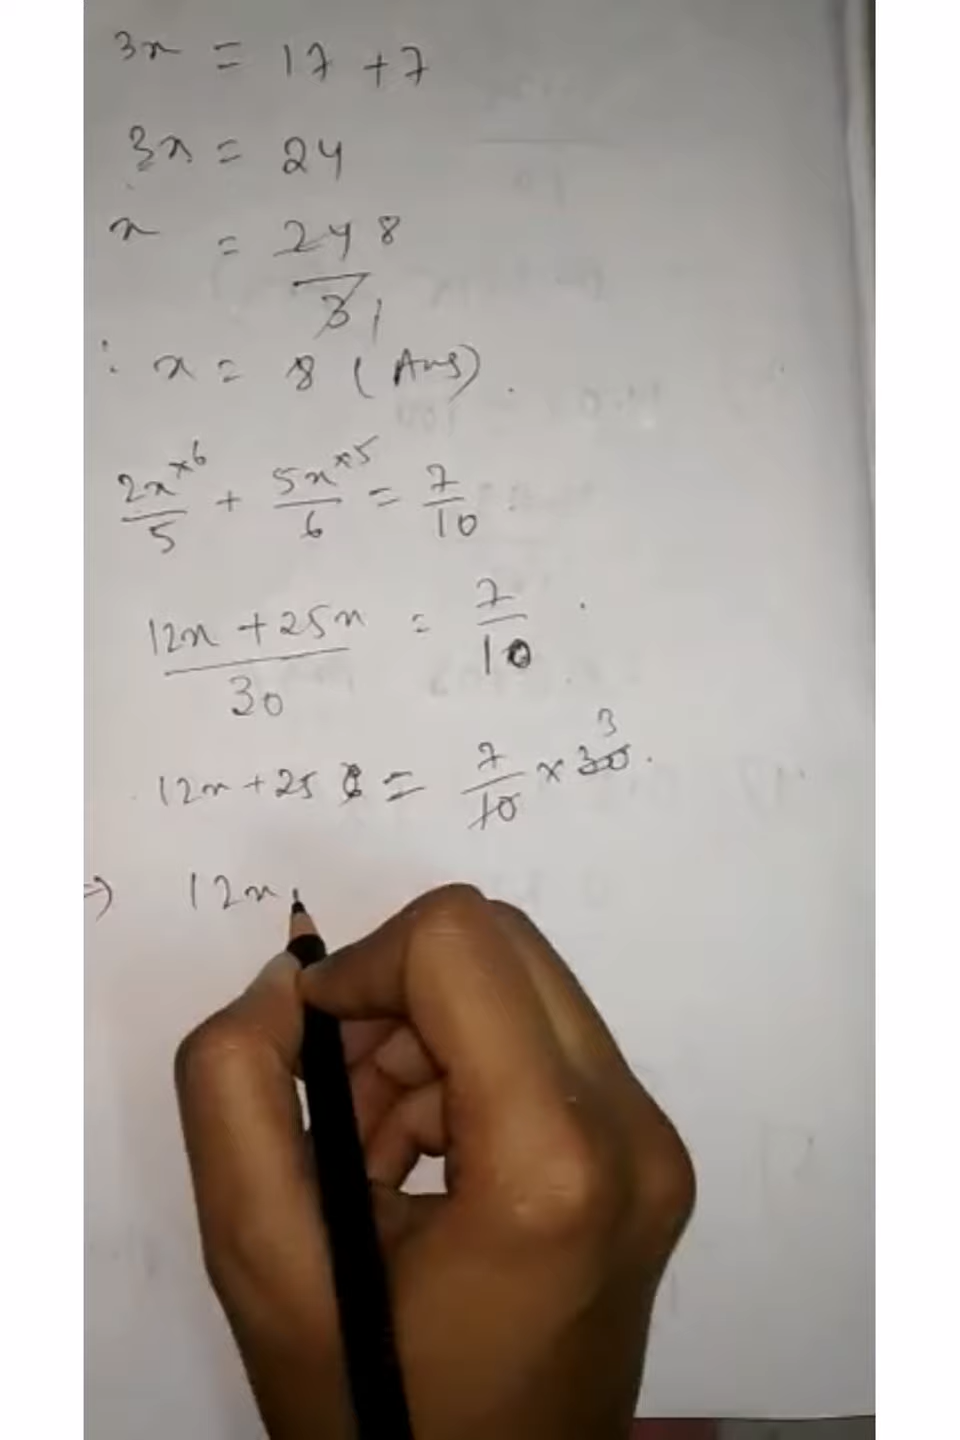 3x = 17 + 7
3x = 24
x = 24 8 / 3 1
∴ x = 8 (Ans).
2x ×6 / 5 + 5x ×5 / 6 = 7 / 10
12x + 25x / 30 = 7 / 10
12x + 25 = 7 / 10 × 30 3.
⇒ 12x